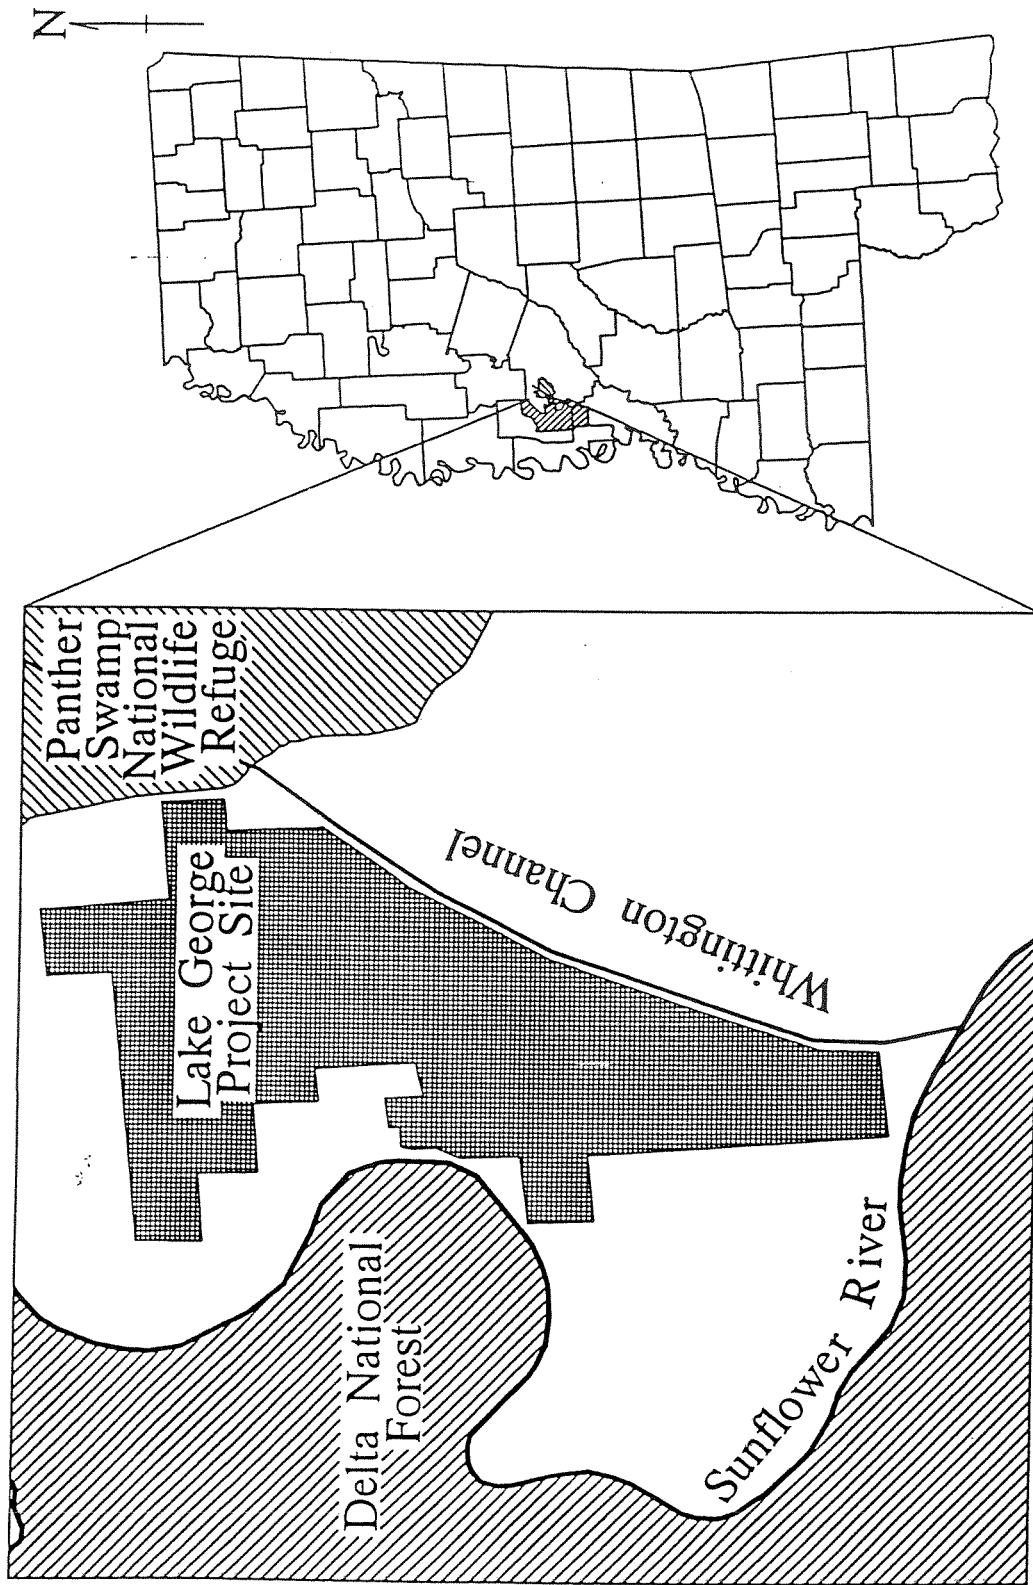 N
Panther
Swamp
National
Wildlife
Refuge
Lake George
Project Site
Whittington Channel
Delta National
Forest
Sunflower River